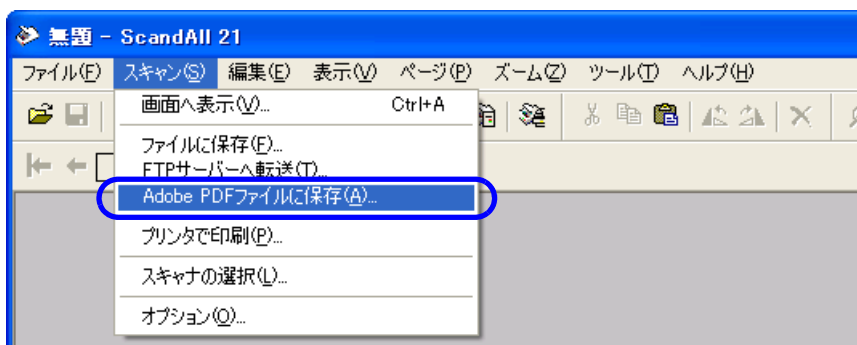 無題 - ScandAll 21
ファイル(F) スキャン(S) 編集(E) 表示(V) ページ(P) ズーム(Z) ツール(T) ヘルプ(H)
画面へ表示(V)... Ctrl+A
ファイルに保存(F)...
FTPサーバーへ転送(T)...
Adobe PDFファイルに保存(A)...
プリンタで印刷(P)...
スキャナの選択(L)...
オプション(O)...